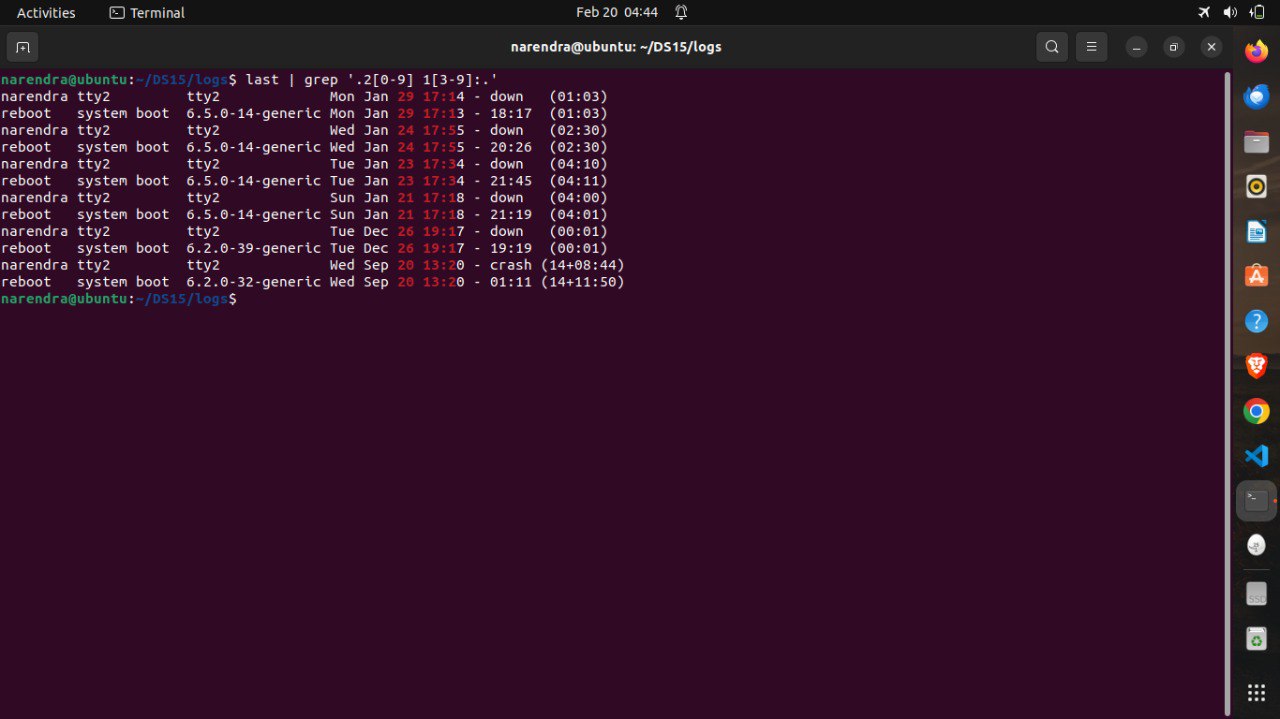 Activities Terminal Feb 20 04:44
narendra@ubuntu: ~/DS15/logs
narendra@ubuntu:~/DS15/logs$ last | grep '.2[0-9] 1[3-9]:.'
narendra tty2         tty2             Mon Jan 29 17:14 - down   (01:03)
reboot   system boot  6.5.0-14-generic Mon Jan 29 17:13 - 18:17  (01:03)
narendra tty2         tty2             Wed Jan 24 17:55 - down   (02:30)
reboot   system boot  6.5.0-14-generic Wed Jan 24 17:55 - 20:26  (02:30)
narendra tty2         tty2             Tue Jan 23 17:34 - down   (04:10)
reboot   system boot  6.5.0-14-generic Tue Jan 23 17:34 - 21:45  (04:11)
narendra tty2         tty2             Sun Jan 21 17:18 - down   (04:00)
reboot   system boot  6.5.0-14-generic Sun Jan 21 17:18 - 21:19  (04:01)
narendra tty2         tty2             Tue Dec 26 19:17 - down   (00:01)
reboot   system boot  6.2.0-39-generic Tue Dec 26 19:17 - 19:19  (00:01)
narendra tty2         tty2             Wed Sep 20 13:20 - crash (14+08:44)
reboot   system boot  6.2.0-32-generic Wed Sep 20 13:20 - 01:11 (14+11:50)
narendra@ubuntu:~/DS15/logs$
SSD